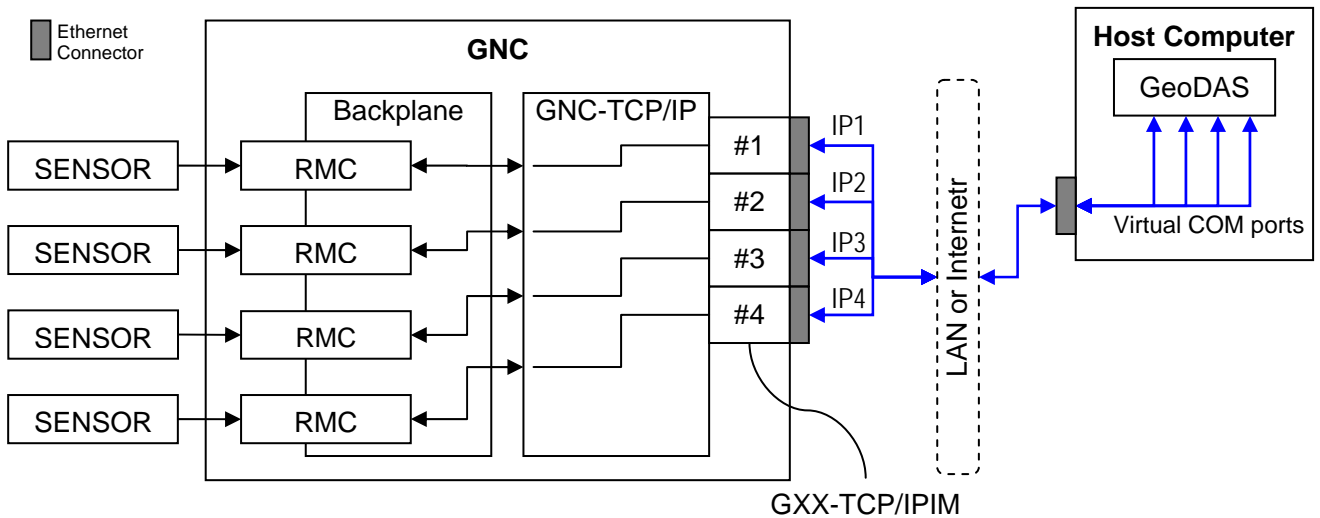 Ethernet
Connector
GNC
Host Computer
GeoDAS
Virtual COM ports
Backplane
GNC-TCP/IP
SENSOR
RMC
#1
IP1
SENSOR
RMC
#2
IP2
SENSOR
RMC
#3
IP3
SENSOR
RMC
#4
IP4
LAN or Internetr
GXX-TCP/IPIM